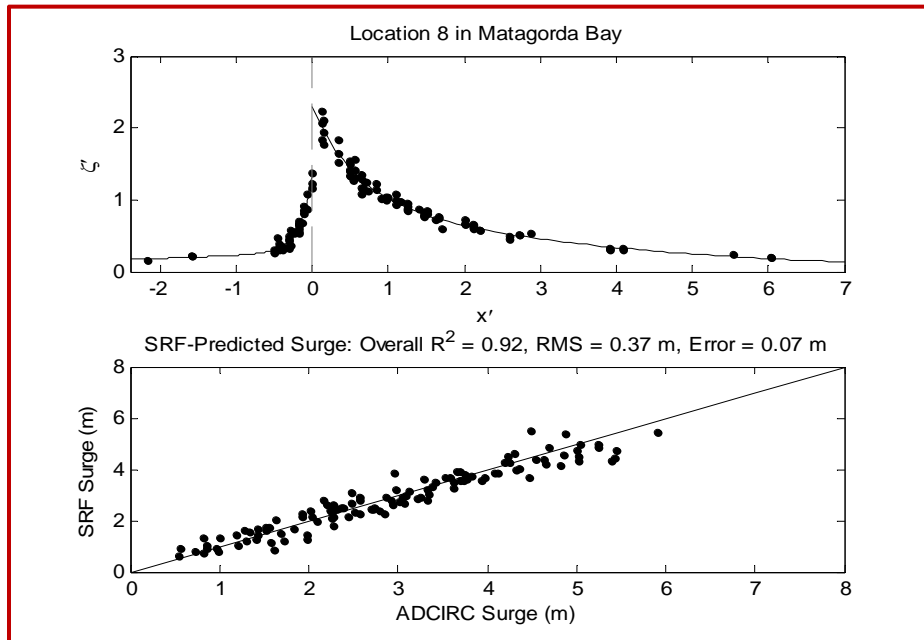 Location 8 in Matagorda Bay
3
2
1
0
ζ′
-2 -1 0 1 2 3 4 5 6 7
x′
SRF-Predicted Surge: Overall R² = 0.92, RMS = 0.37 m, Error = 0.07 m
8
6
4
2
0
SRF Surge (m)
0 1 2 3 4 5 6 7 8
ADCIRC Surge (m)